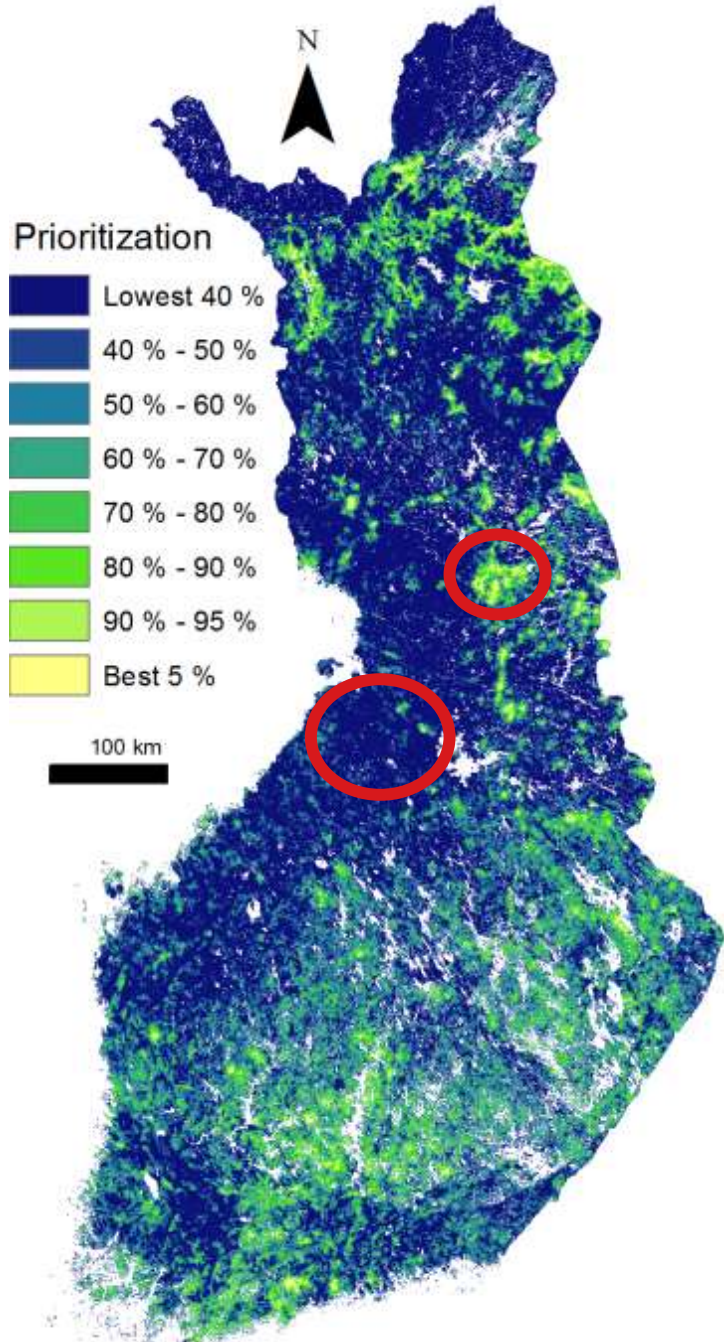 N
Prioritization
Lowest 40 %
40 % - 50 %
50 % - 60 %
60 % - 70 %
70 % - 80 %
80 % - 90 %
90 % - 95 %
Best 5 %
100 km